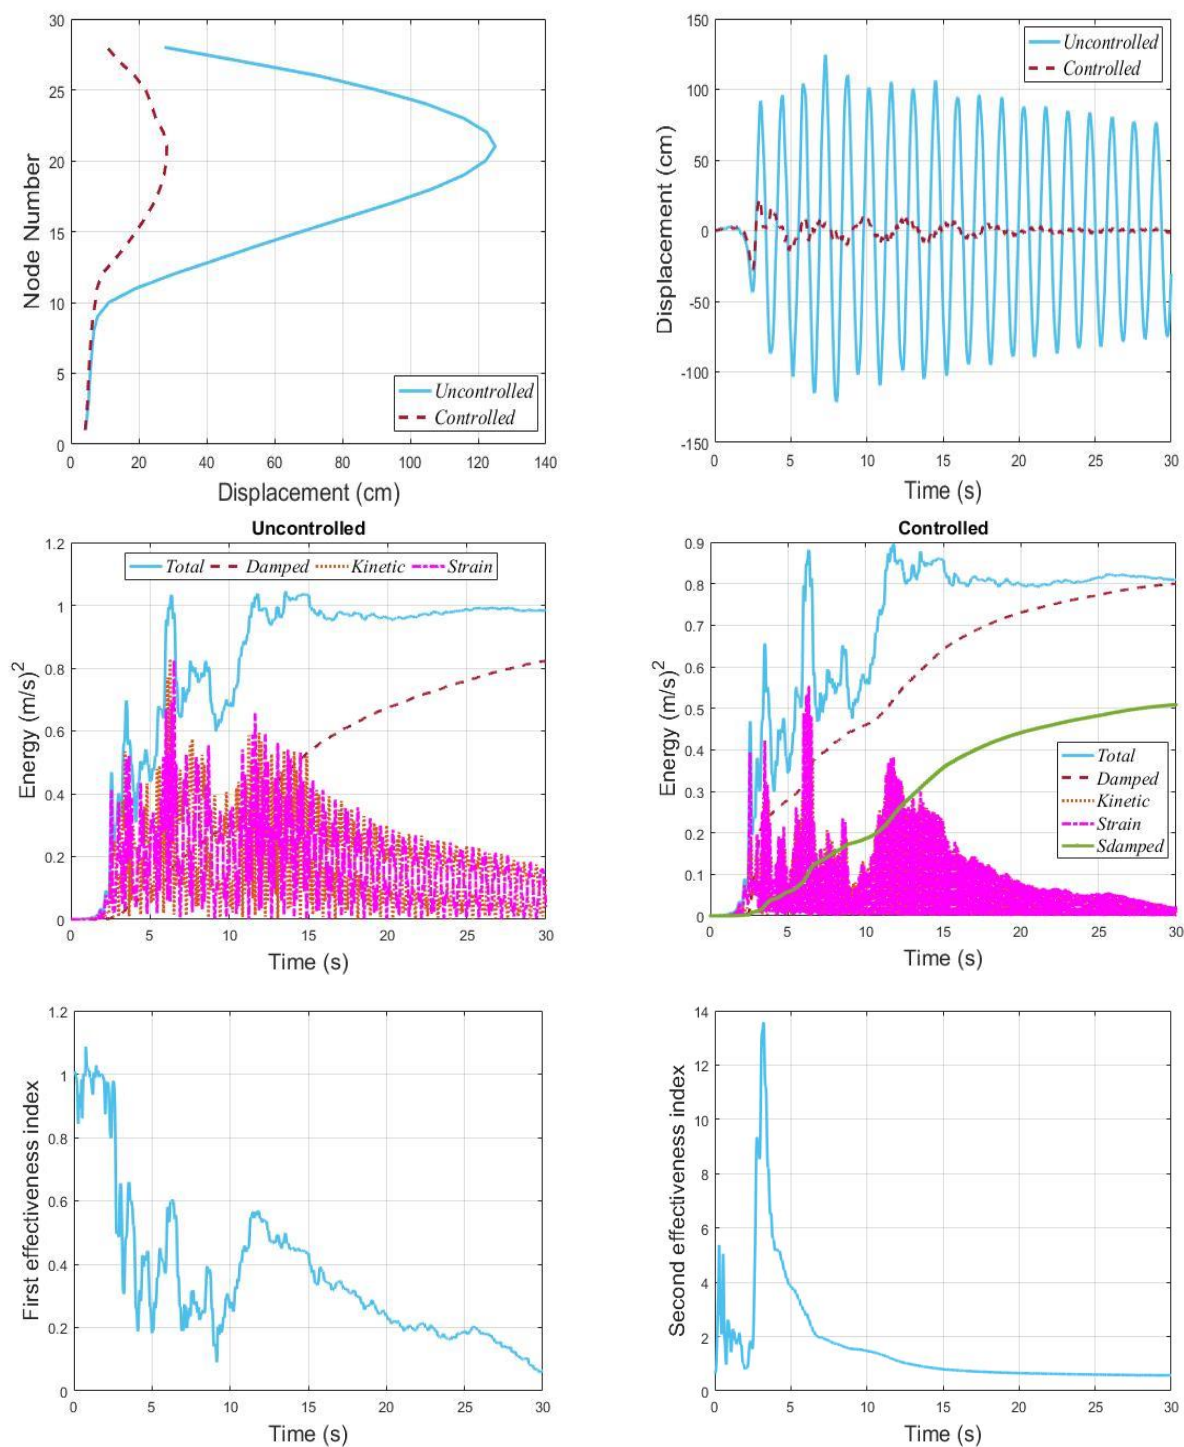 30
25
20
15
10
5
0
Node Number
0 20 40 60 80 100 120 140
Displacement (cm)
Uncontrolled
Controlled
150
100
50
0
-50
-100
-150
Displacement (cm)
0 5 10 15 20 25 30
Time (s)
Uncontrolled
Controlled
Uncontrolled
1.2
1
0.8
0.6
0.4
0.2
0
Energy (m/s)2
Total Damped Kinetic Strain
0 5 10 15 20 25 30
Time (s)
Controlled
0.9
0.8
0.7
0.6
0.5
0.4
0.3
0.2
0.1
0
Energy (m/s)2
Total
Damped
Kinetic
Strain
Sdamped
0 5 10 15 20 25 30
Time (s)
1.2
1
0.8
0.6
0.4
0.2
0
First effectiveness index
0 5 10 15 20 25 30
Time (s)
14
12
10
8
6
4
2
0
Second effectiveness index
0 5 10 15 20 25 30
Time (s)